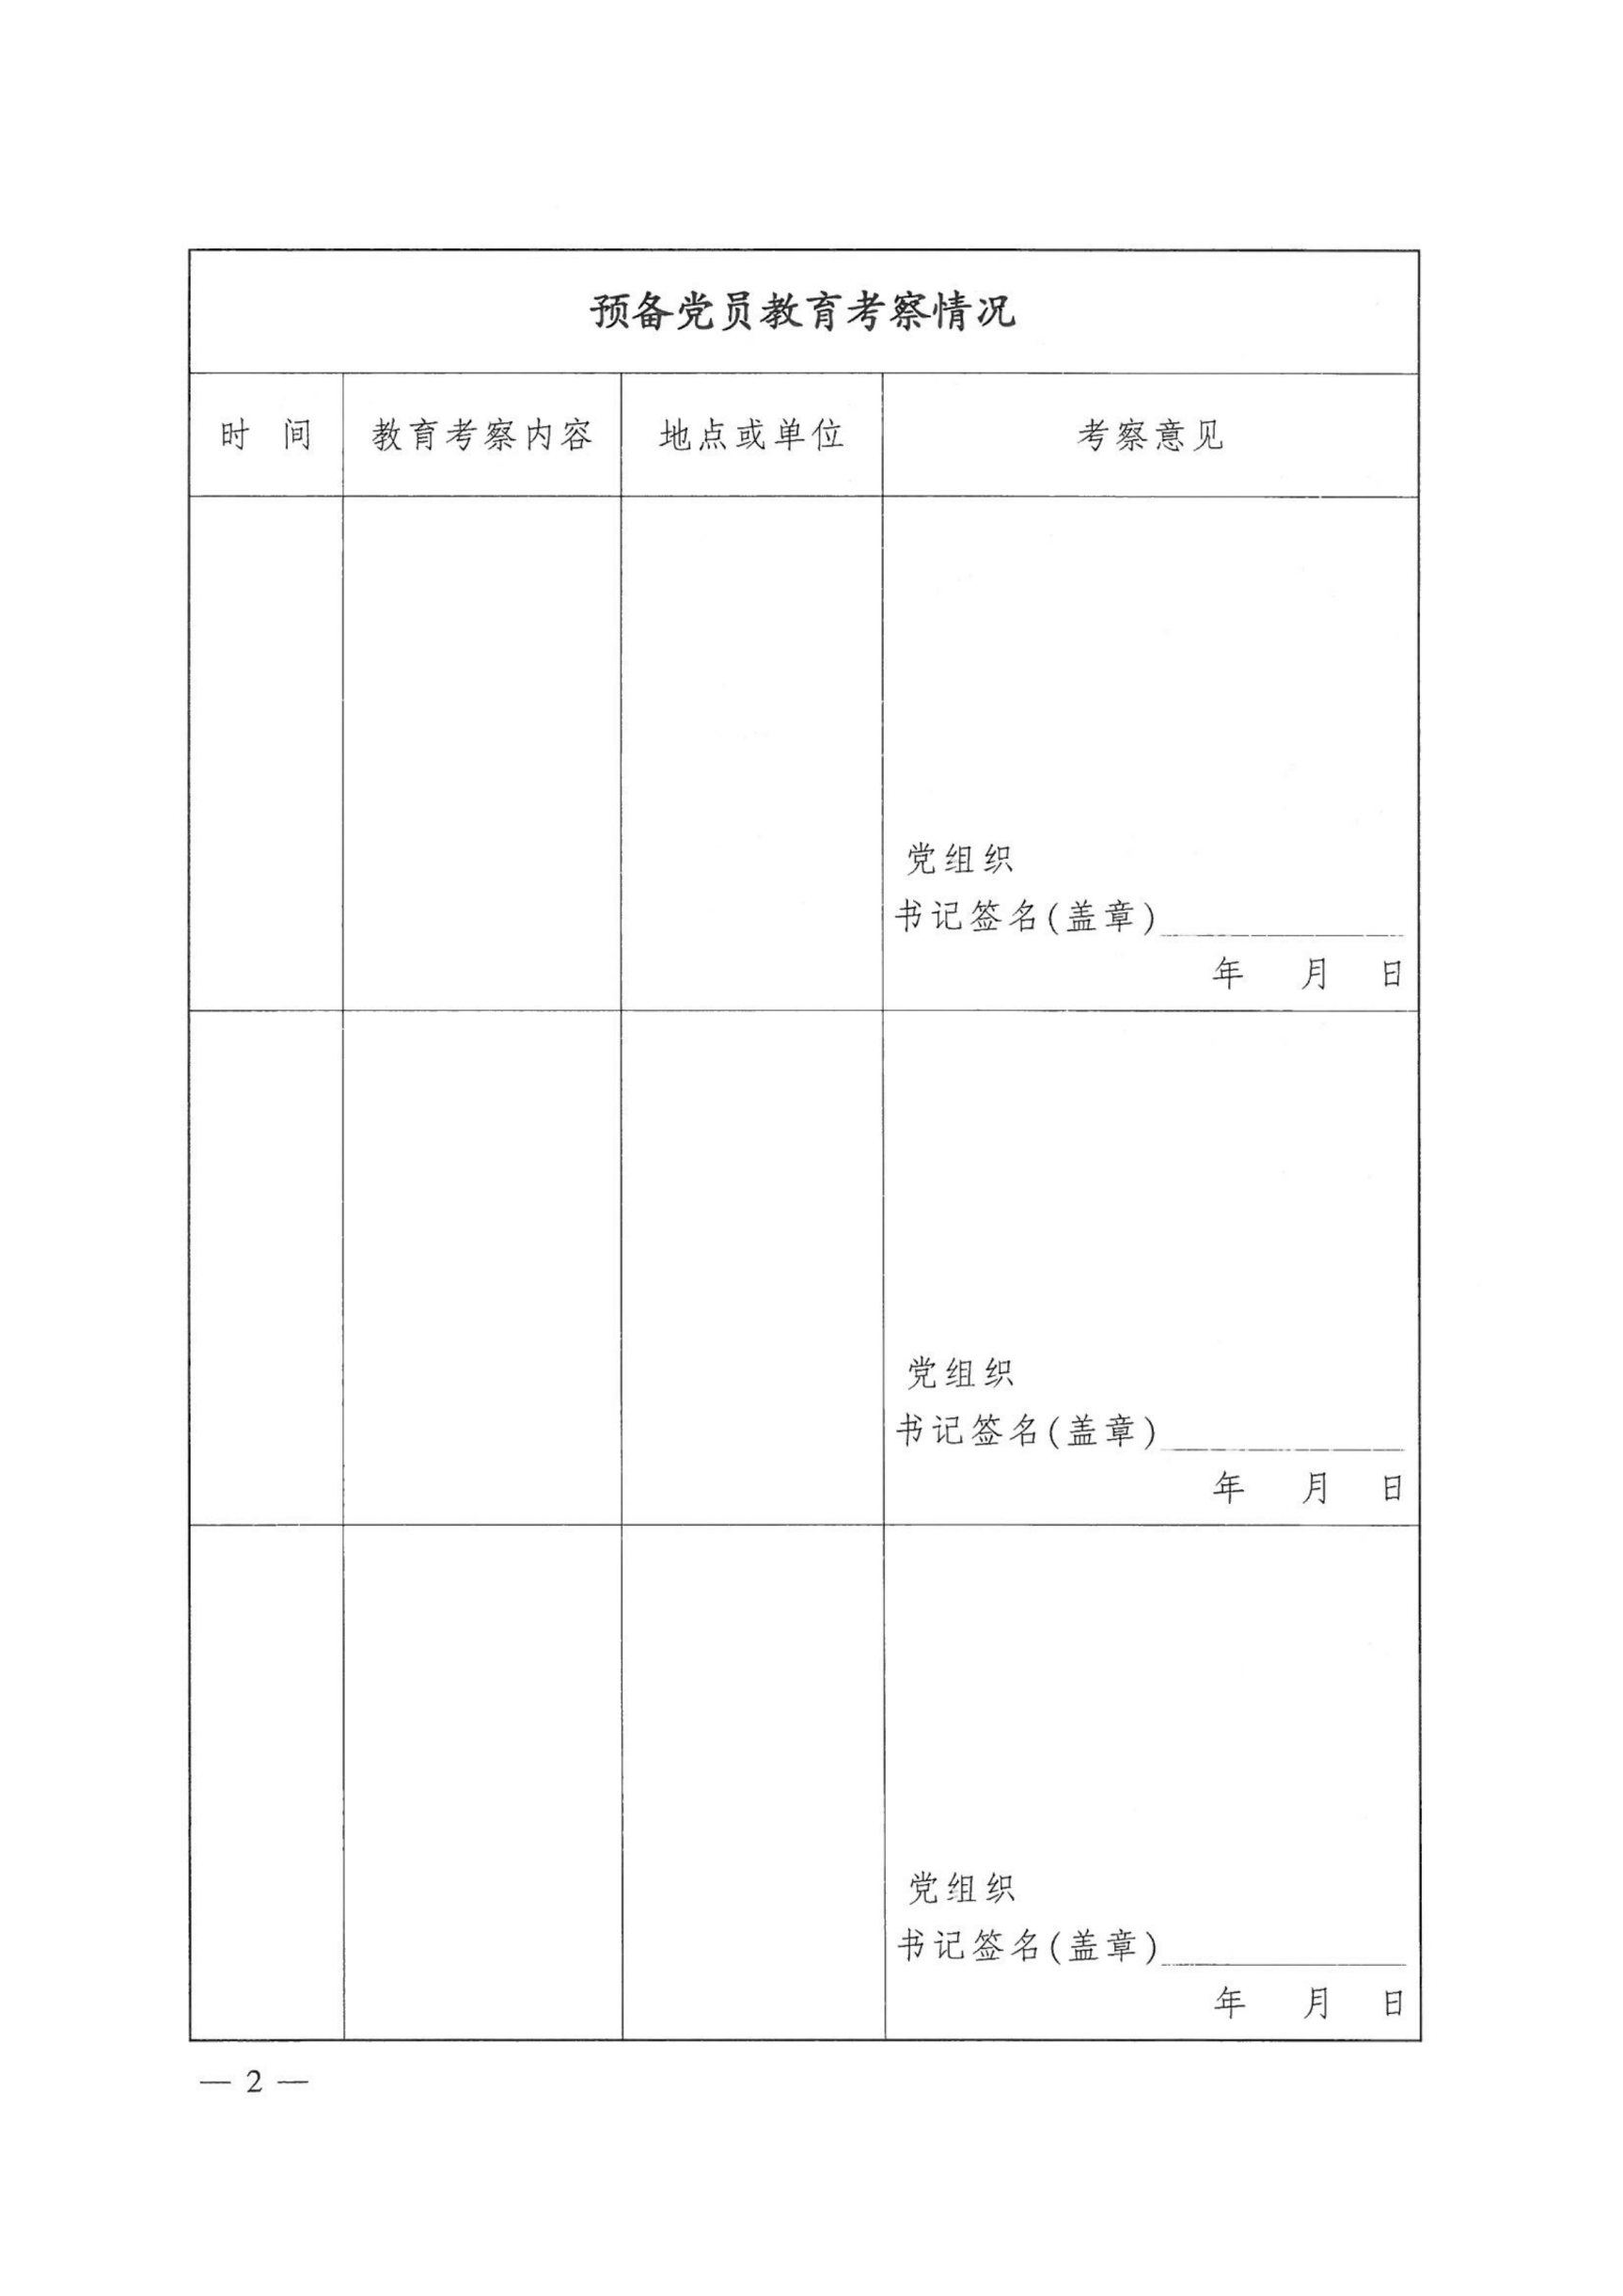 预备党员教育考察情况
时 间 教育考察内容 地点或单位 考察意见
党组织
书记签名(盖章)
年 月 日
党组织
书记签名(盖章)
年 月 日
党组织
书记签名(盖章)
年 月 日
— 2 —